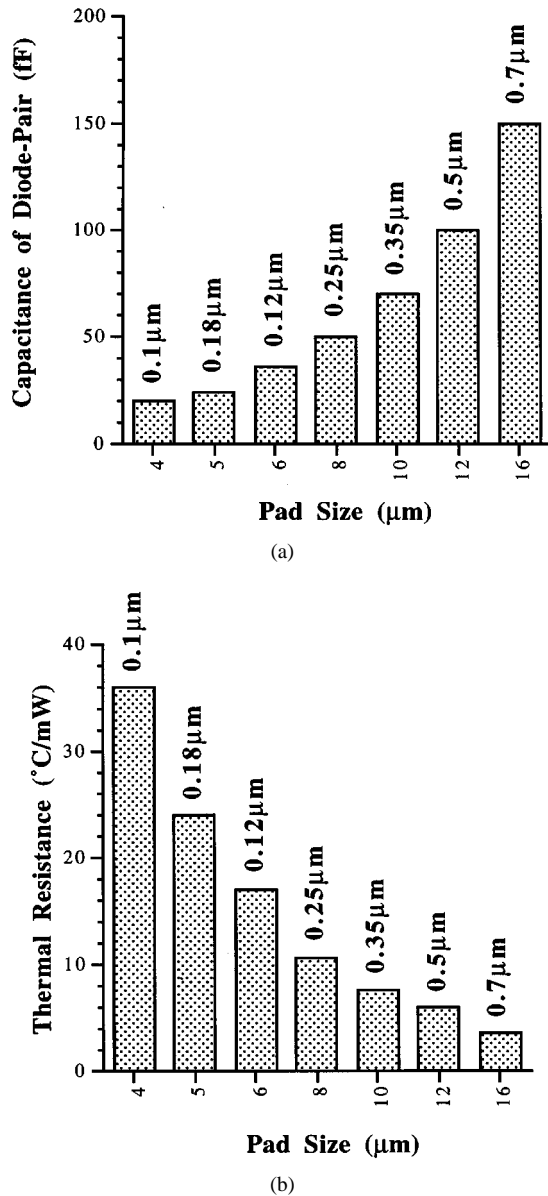 Capacitance of Diode-Pair (fF)
200
150
100
50
0
0.1μm
0.18μm
0.12μm
0.25μm
0.35μm
0.5μm
0.7μm
4
5
6
8
10
12
16
Pad Size (μm)
(a)
Thermal Resistance (°C/mW)
40
30
20
10
0
0.1μm
0.18μm
0.12μm
0.25μm
0.35μm
0.5μm
0.7μm
4
5
6
8
10
12
16
Pad Size (μm)
(b)